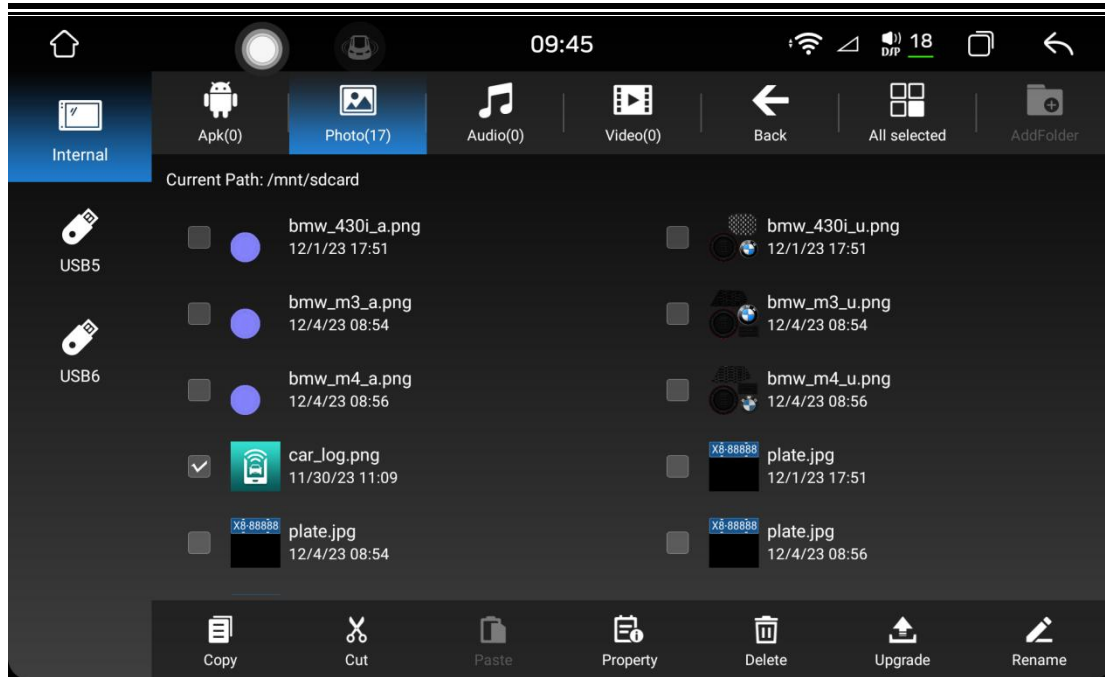 09:45
DSP 18
Internal
USB5
USB6
Apk(0)
Photo(17)
Audio(0)
Video(0)
Back
All selected
AddFolder
Current Path: /mnt/sdcard
bmw_430i_a.png
12/1/23 17:51
bmw_430i_u.png
12/1/23 17:51
bmw_m3_a.png
12/4/23 08:54
bmw_m3_u.png
12/4/23 08:54
bmw_m4_a.png
12/4/23 08:56
bmw_m4_u.png
12/4/23 08:56
car_log.png
11/30/23 11:09
X8-88888
plate.jpg
12/1/23 17:51
X8-88888
plate.jpg
12/4/23 08:54
X8-88888
plate.jpg
12/4/23 08:56
Copy
Cut
Paste
Property
Delete
Upgrade
Rename